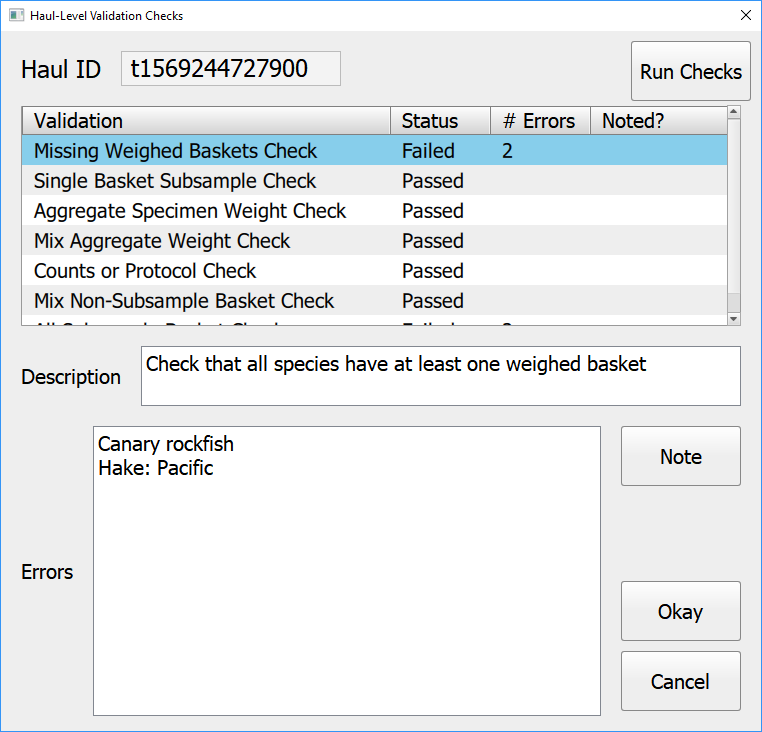 Haul-Level Validation Checks
Haul ID t1569244727900 Run Checks
Validation Status # Errors Noted?
Missing Weighed Baskets Check Failed 2
Single Basket Subsample Check Passed
Aggregate Specimen Weight Check Passed
Mix Aggregate Weight Check Passed
Counts or Protocol Check Passed
Mix Non-Subsample Basket Check Passed
Description Check that all species have at least one weighed basket
Canary rockfish
Hake: Pacific
Note
Errors
Okay
Cancel